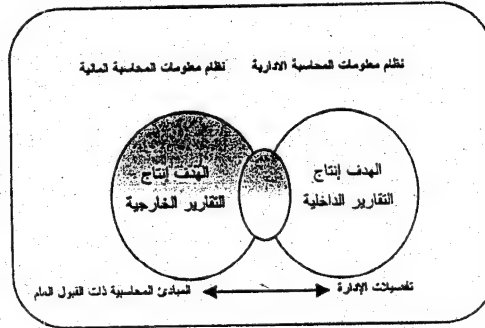 نظام معلومات المحاسبة الادارية
نظام معلومات المحاسبة المالية
الهدف إنتاج
التقارير الداخلية
الهدف إنتاج
التقارير الخارجية
تفضيلات الإدارة
المبادئ المحاسبية ذات القبول العام